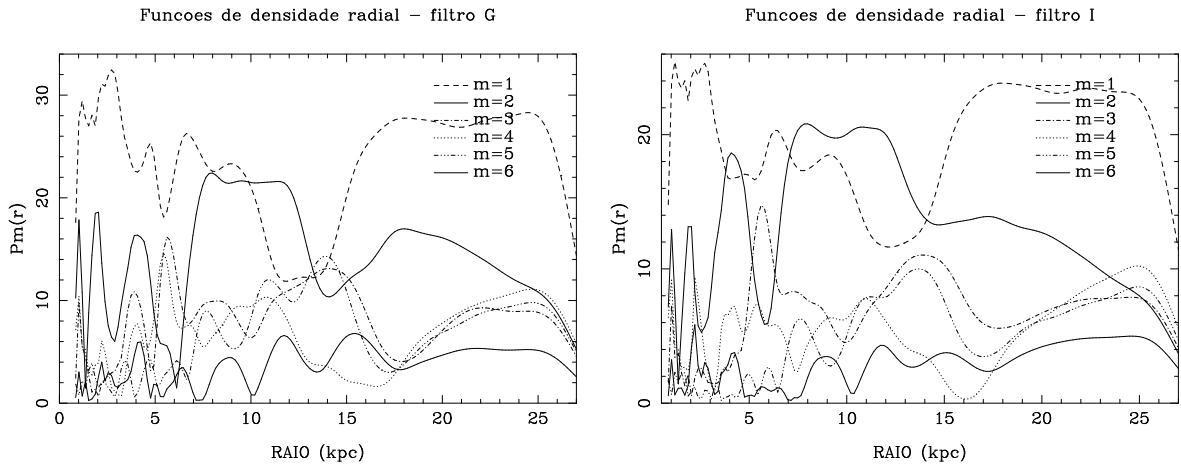 Funcoes de densidade radial – filtro G
Pm(r)
30
20
10
0
m=1
m=2
m=3
m=4
m=5
m=6
0 5 10 15 20 25
RAIO (kpc)
Funcoes de densidade radial – filtro I
Pm(r)
20
10
0
m=1
m=2
m=3
m=4
m=5
m=6
5 10 15 20 25
RAIO (kpc)